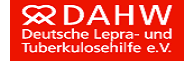 DAHW
Deutsche Lepra- und
Tuberkulosehilfe e.V.